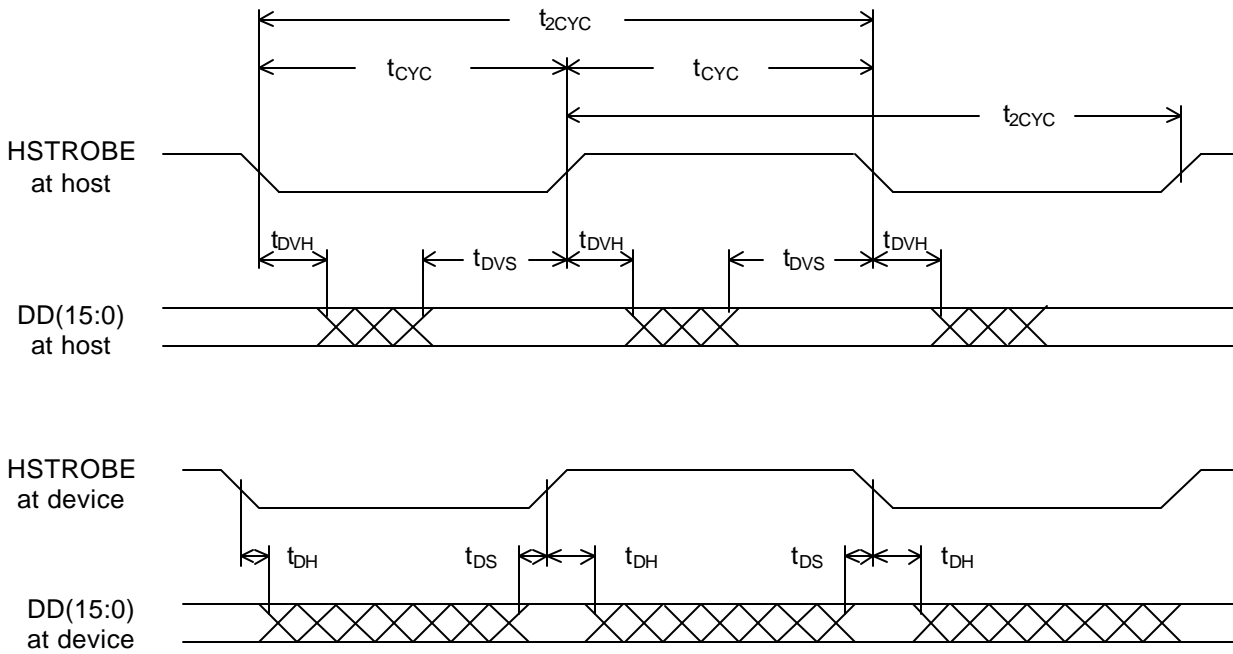 t2CYC
tCYC tCYC
t2CYC
HSTROBE
at host
tDVH tDVS tDVH tDVS tDVH
DD(15:0)
at host
HSTROBE
at device
tDH tDS tDH tDS tDH
DD(15:0)
at device